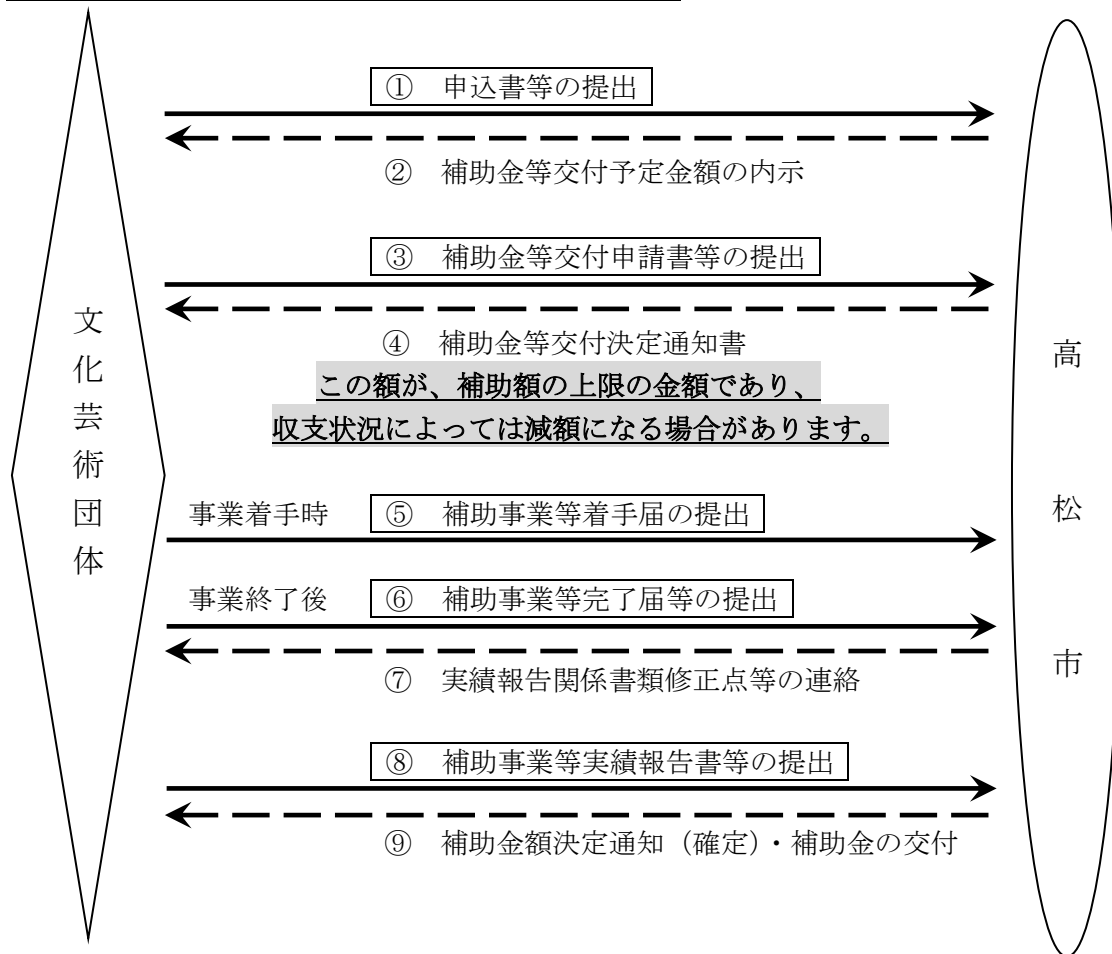 ① 申込書等の提出
② 補助金等交付予定金額の内示
③ 補助金等交付申請書等の提出
④ 補助金等交付決定通知書
この額が、補助額の上限の金額であり、
収支状況によっては減額になる場合があります。
文化芸術団体
高松市
事業着手時 ⑤ 補助事業等着手届の提出
事業終了後 ⑥ 補助事業等完了届等の提出
⑦ 実績報告関係書類修正点等の連絡
⑧ 補助事業等実績報告書等の提出
⑨ 補助金額決定通知（確定）・補助金の交付